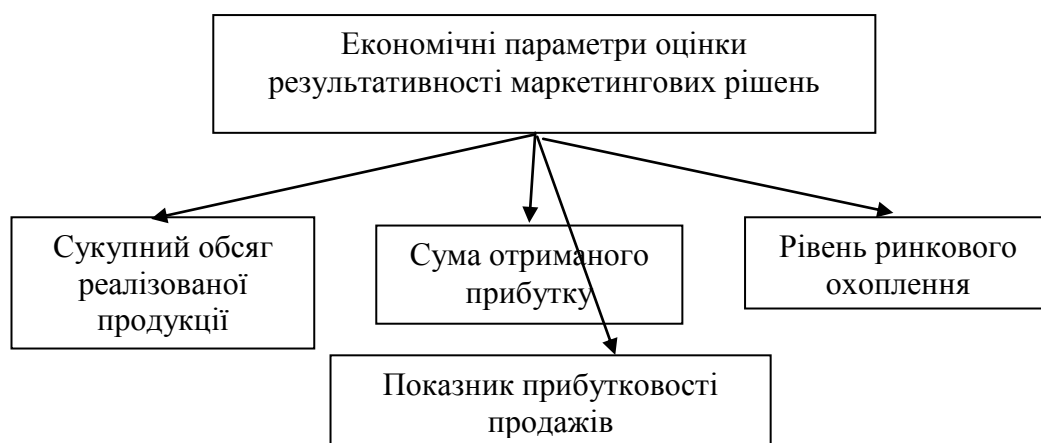 Економічні параметри оцінки
результативності маркетингових рішень
Сукупний обсяг
реалізованої
продукції
Сума отриманого
прибутку
Рівень ринкового
охоплення
Показник прибутковості
продажів